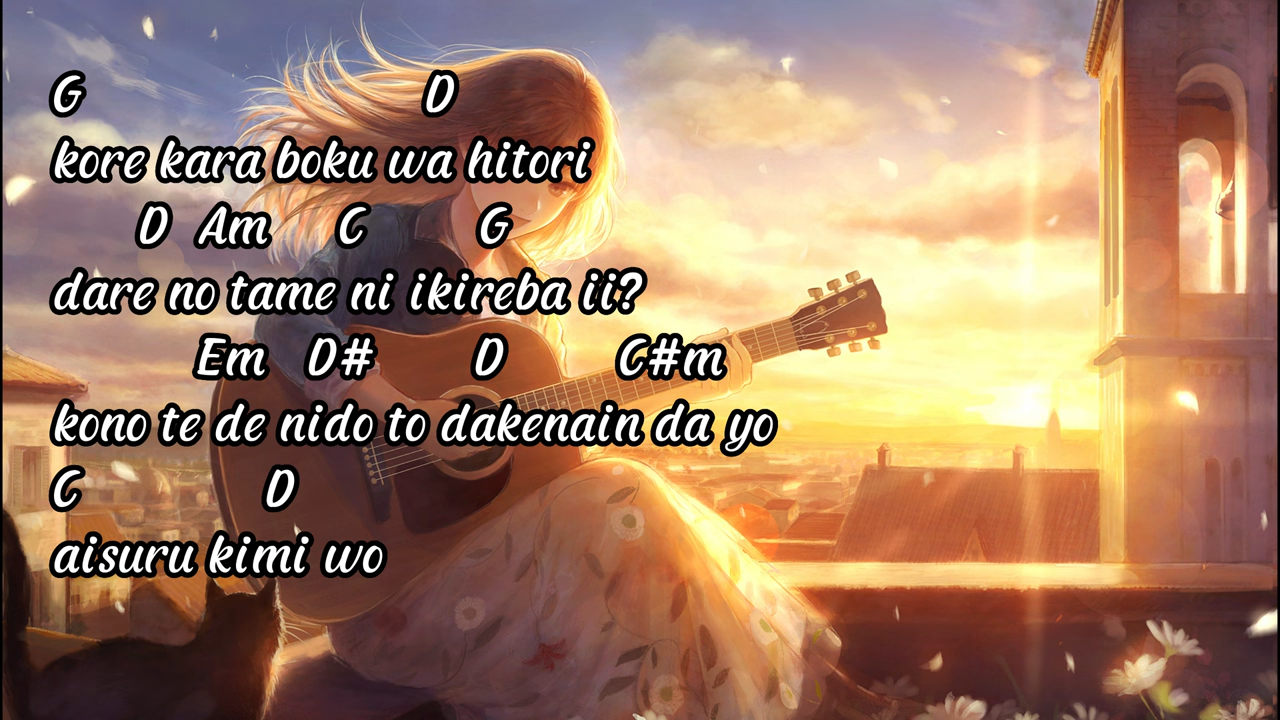 G D
kore kara boku wa hitori
D Am C G
dare no tame ni ikireba ii?
Em D# D C#m
kono te de nido to dakenain da yo
C D
aisuru kimi wo